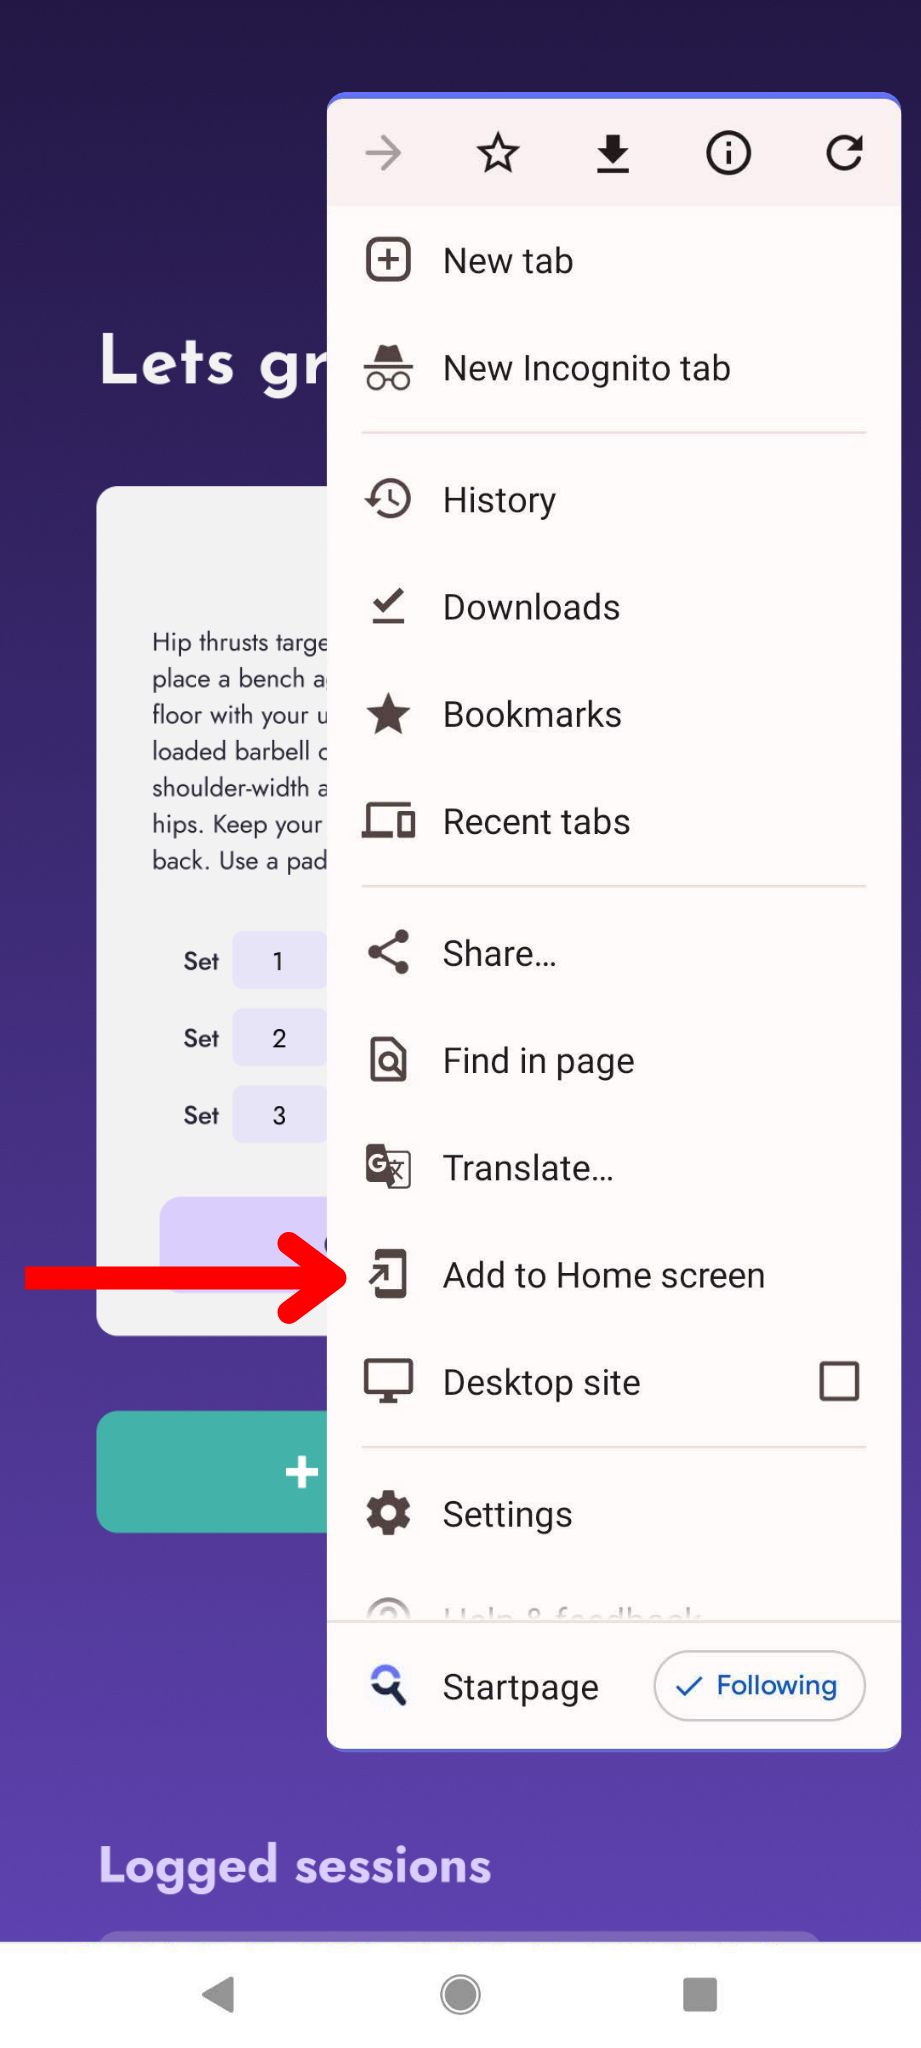 New tab
Lets gr
New Incognito tab
History
Downloads
Hip thrusts targe
place a bench a
floor with your u
loaded barbell
shoulder-width a
hips. Keep your
back. Use a pad
Bookmarks
Recent tabs
Share...
Set 1
Set 2
Set 3
Find in page
Translate...
Add to Home screen
Desktop site
+
Settings
Help & feedback
Startpage
Following
Logged sessions